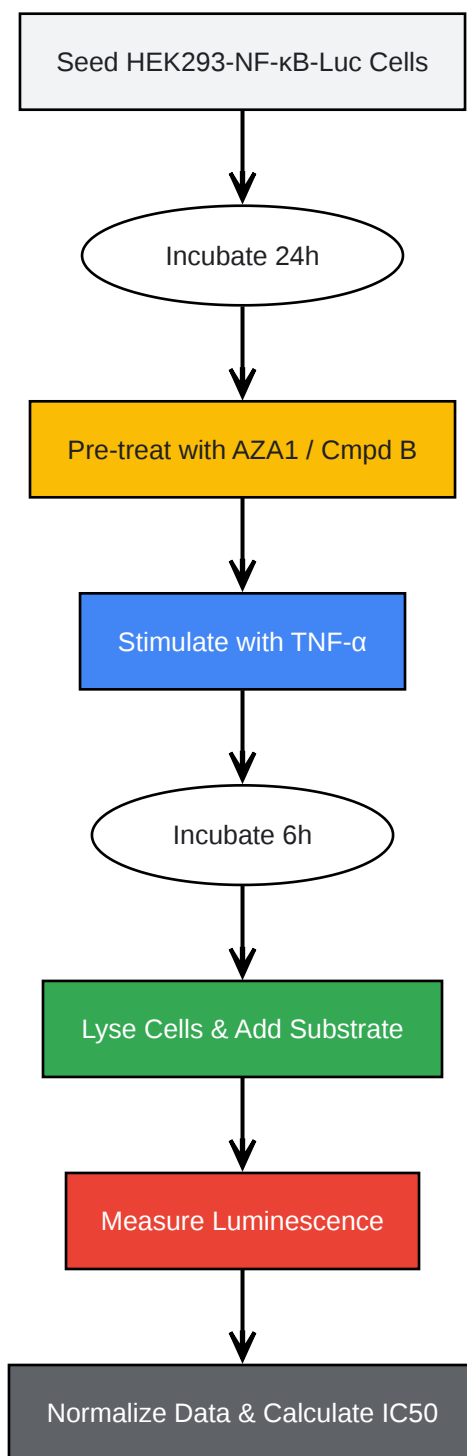 Seed HEK293-NF-κB-Luc Cells
Incubate 24h
Pre-treat with AZA1 / Cmpd B
Stimulate with TNF-α
Incubate 6h
Lyse Cells & Add Substrate
Measure Luminescence
Normalize Data & Calculate IC50